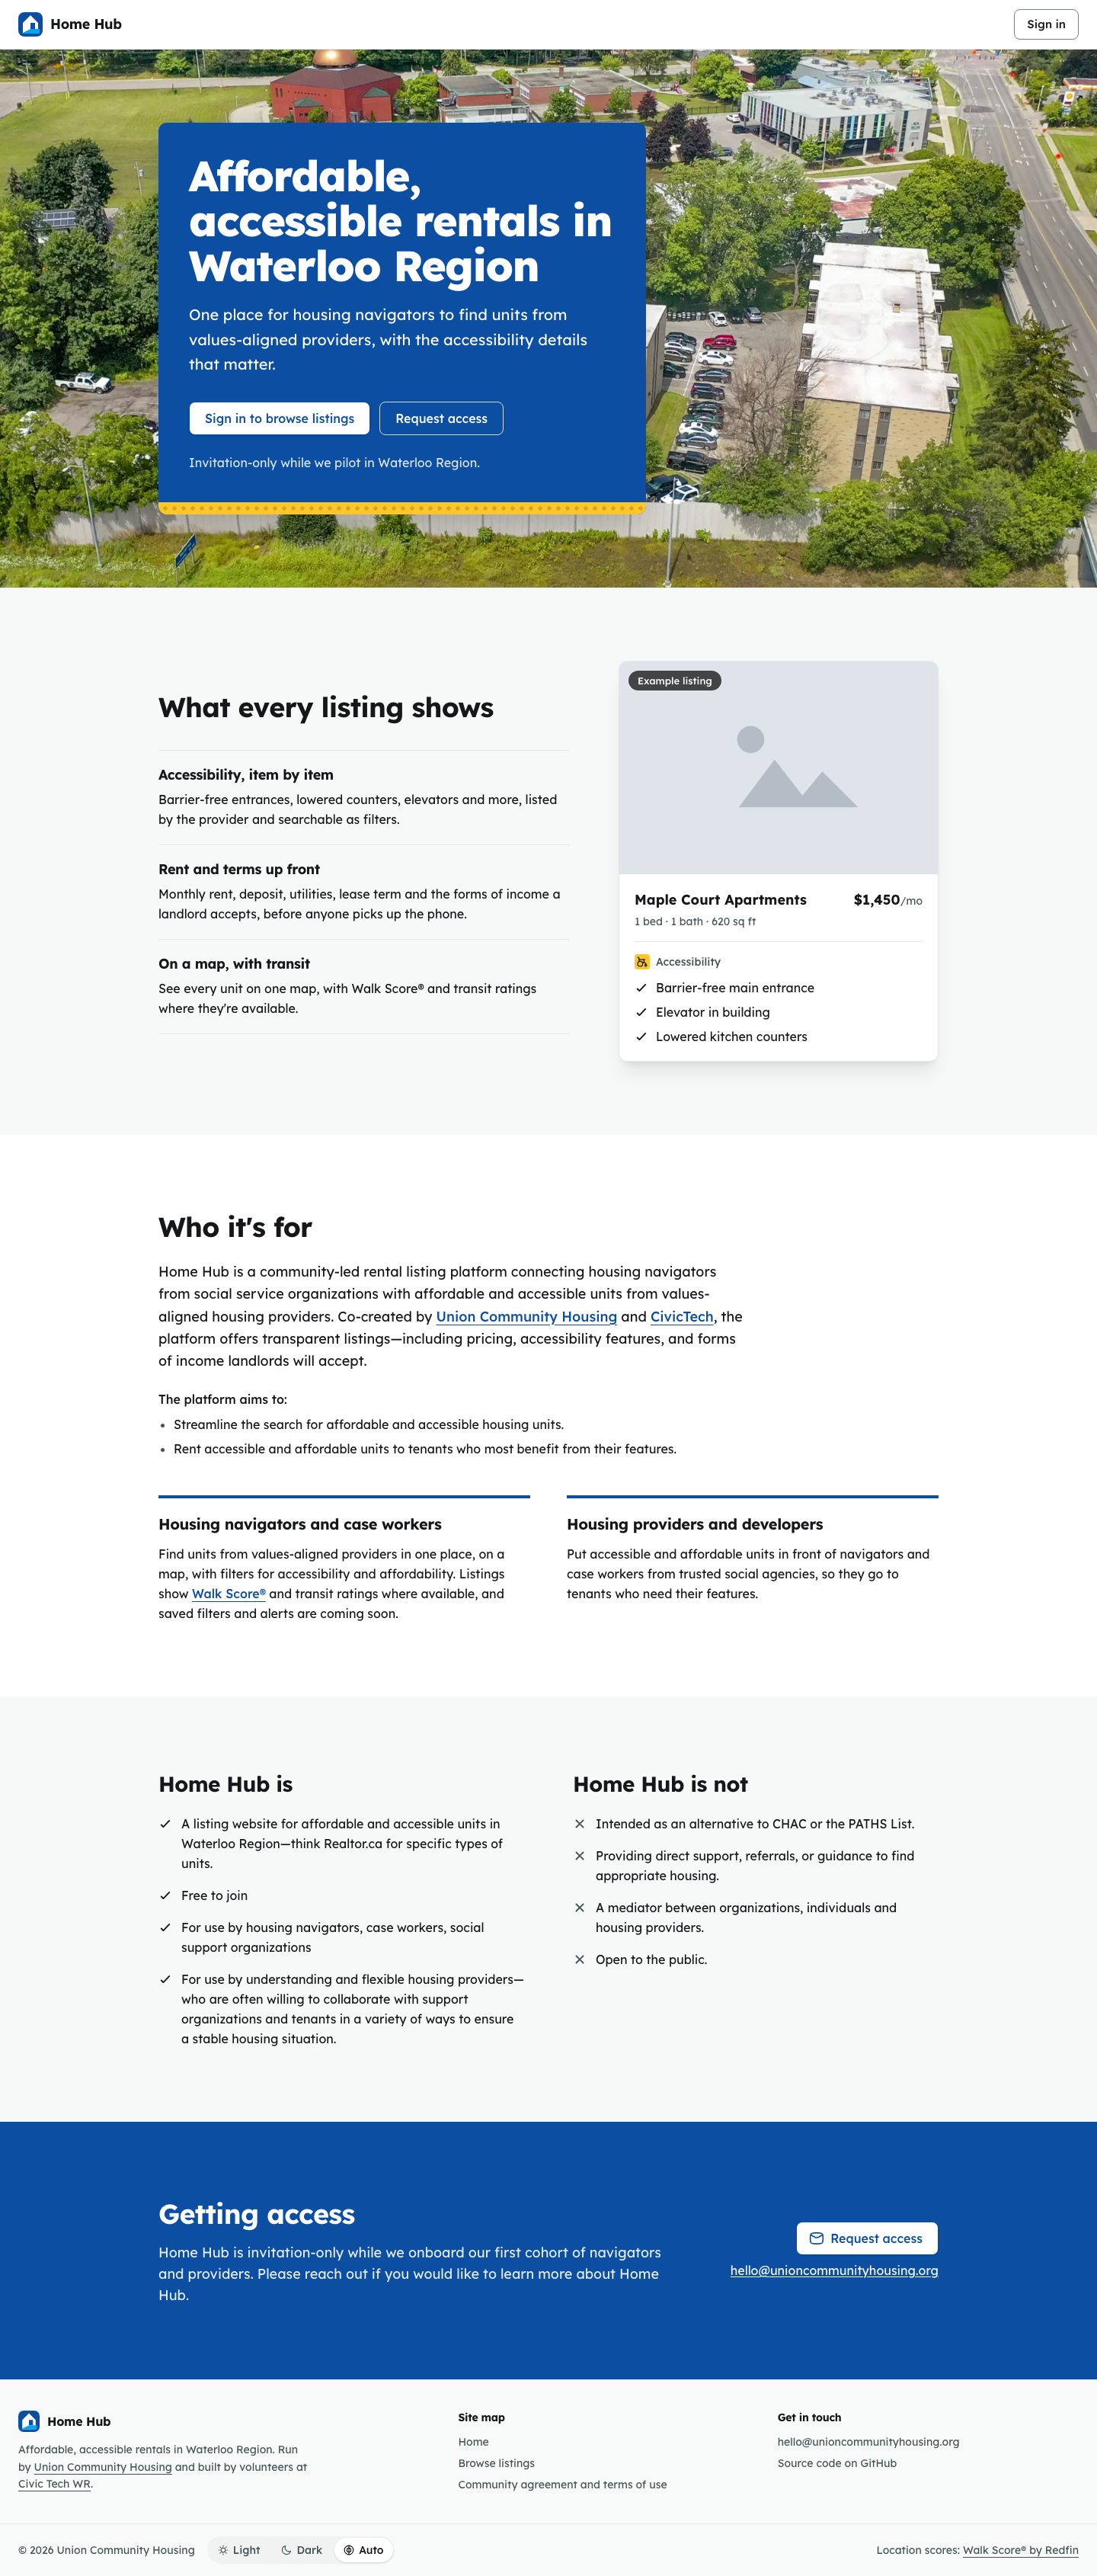 Home Hub
Sign in
Affordable,
accessible rentals in
Waterloo Region
One place for housing navigators to find units from
values-aligned providers, with the accessibility details
that matter.
Sign in to browse listings
Request access
Invitation-only while we pilot in Waterloo Region.
What every listing shows
Accessibility, item by item
Barrier-free entrances, lowered counters, elevators and more, listed
by the provider and searchable as filters.
Rent and terms up front
Monthly rent, deposit, utilities, lease term and the forms of income a
landlord accepts, before anyone picks up the phone.
On a map, with transit
See every unit on one map, with Walk Score® and transit ratings
where they're available.
Example listing
Maple Court Apartments
$1,450/mo
1 bed · 1 bath · 620 sq ft
Accessibility
Barrier-free main entrance
Elevator in building
Lowered kitchen counters
Who it's for
Home Hub is a community-led rental listing platform connecting housing navigators
from social service organizations with affordable and accessible units from values-
aligned housing providers. Co-created by Union Community Housing and CivicTech, the
platform offers transparent listings—including pricing, accessibility features, and forms
of income landlords will accept.
The platform aims to:
• Streamline the search for affordable and accessible housing units.
• Rent accessible and affordable units to tenants who most benefit from their features.
Housing navigators and case workers
Find units from values-aligned providers in one place, on a
map, with filters for accessibility and affordability. Listings
show Walk Score® and transit ratings where available, and
saved filters and alerts are coming soon.
Housing providers and developers
Put accessible and affordable units in front of navigators and
case workers from trusted social agencies, so they go to
tenants who need their features.
Home Hub is
A listing website for affordable and accessible units in
Waterloo Region—think Realtor.ca for specific types of
units.
Free to join
For use by housing navigators, case workers, social
support organizations
For use by understanding and flexible housing providers—
who are often willing to collaborate with support
organizations and tenants in a variety of ways to ensure
a stable housing situation.
Home Hub is not
Intended as an alternative to CHAC or the PATHS List.
Providing direct support, referrals, or guidance to find
appropriate housing.
A mediator between organizations, individuals and
housing providers.
Open to the public.
Getting access
Home Hub is invitation-only while we onboard our first cohort of navigators
and providers. Please reach out if you would like to learn more about Home
Hub.
Request access
hello@unioncommunityhousing.org
Home Hub
Affordable, accessible rentals in Waterloo Region. Run
by Union Community Housing and built by volunteers at
Civic Tech WR.
Site map
Home
Browse listings
Community agreement and terms of use
Get in touch
hello@unioncommunityhousing.org
Source code on GitHub
© 2026 Union Community Housing
Light
Dark
Auto
Location scores: Walk Score® by Redfin